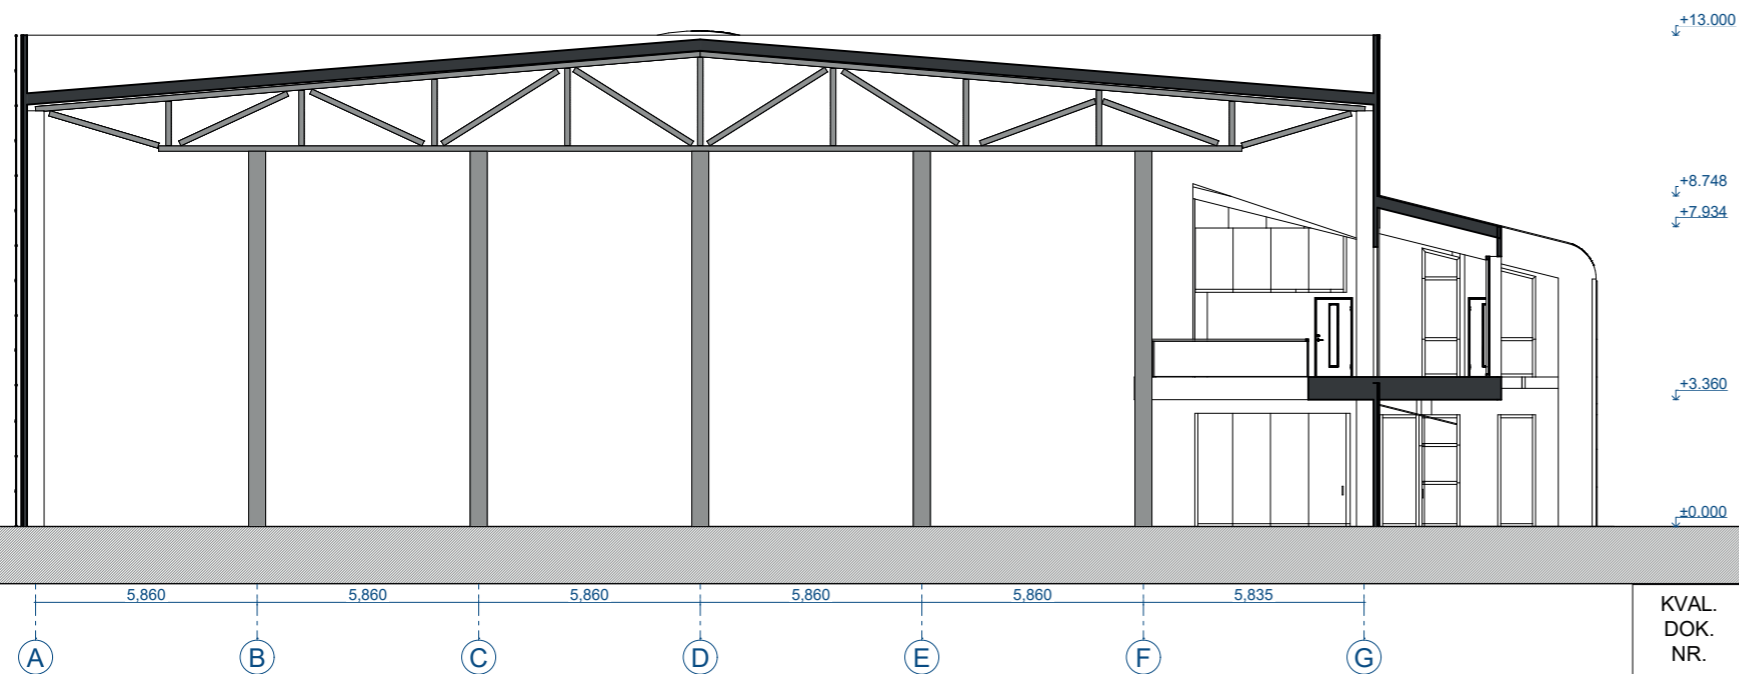 +13.000
+8.748
+7.934
+3.360
±0.000
5,860 5,860 5,860 5,860 5,860 5,835
A B C D E F G
KVAL.
DOK.
NR.